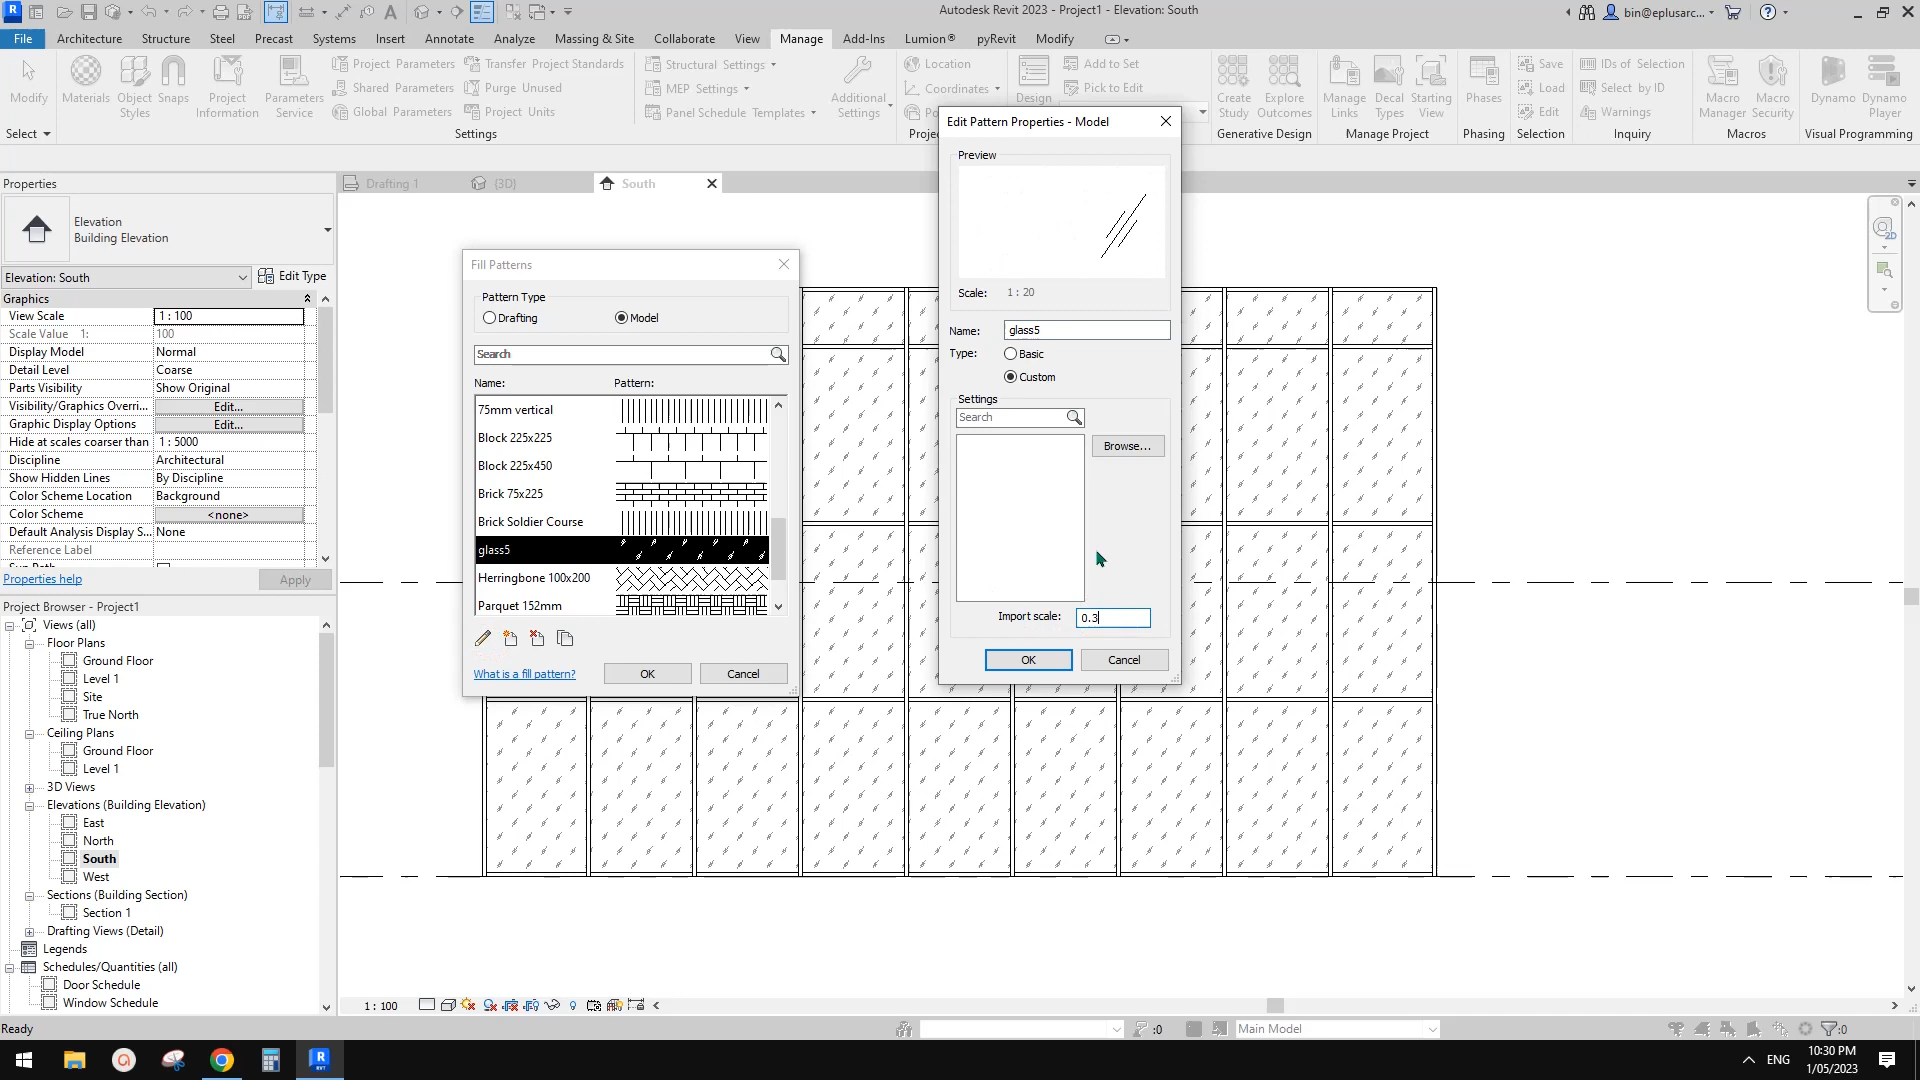 Autodesk Revit 2023 - Project1 - Elevation: South
bin@eplusarc...
File Architecture Structure Steel Precast Systems Insert Annotate Analyze Massing & Site Collaborate View Manage Add-Ins Lumion® pyRevit Modify
Modify
Materials
Object Styles
Snaps
Project Information
Parameters Service
Project Parameters
Shared Parameters
Global Parameters
Transfer Project Standards
Purge Unused
Project Units
Structural Settings
MEP Settings
Panel Schedule Templates
Additional Settings
Location
Coordinates
Design
Add to Set
Pick to Edit
Create Study
Explore Outcomes
Manage Links
Decal Types
Starting View
Phases
Save
Load
Edit
IDs of Selection
Select by ID
Warnings
Macro Manager
Macro Security
Dynamo
Dynamo Player
Select
Settings
Generative Design
Manage Project
Phasing
Selection
Inquiry
Macros
Visual Programming
Properties
Drafting 1
{3D}
South
Elevation
Building Elevation
Elevation: South
Edit Type
Graphics
View Scale 1 : 100
Scale Value 1: 100
Display Model Normal
Detail Level Coarse
Parts Visibility Show Original
Visibility/Graphics Overri... Edit...
Graphic Display Options Edit...
Hide at scales coarser than 1 : 5000
Discipline Architectural
Show Hidden Lines By Discipline
Color Scheme Location Background
Color Scheme <none>
Default Analysis Display S... None
Reference Label
Properties help
Apply
Project Browser - Project1
Views (all)
Floor Plans
Ground Floor
Level 1
Site
True North
Ceiling Plans
Ground Floor
Level 1
3D Views
Elevations (Building Elevation)
East
North
South
West
Sections (Building Section)
Section 1
Drafting Views (Detail)
Legends
Schedules/Quantities (all)
Door Schedule
Window Schedule
Fill Patterns
Pattern Type
Drafting
Model
Search
Name: Pattern:
75mm vertical
Block 225x225
Block 225x450
Brick 75x225
Brick Soldier Course
glass5
Herringbone 100x200
Parquet 152mm
What is a fill pattern?
OK
Cancel
Edit Pattern Properties - Model
Preview
Scale: 1 : 20
Name: glass5
Type: Basic
Custom
Settings
Search
Browse...
Import scale: 0.3
OK
Cancel
2D
1 : 100
Ready
:0
Main Model
:0
ENG
10:30 PM
1/05/2023